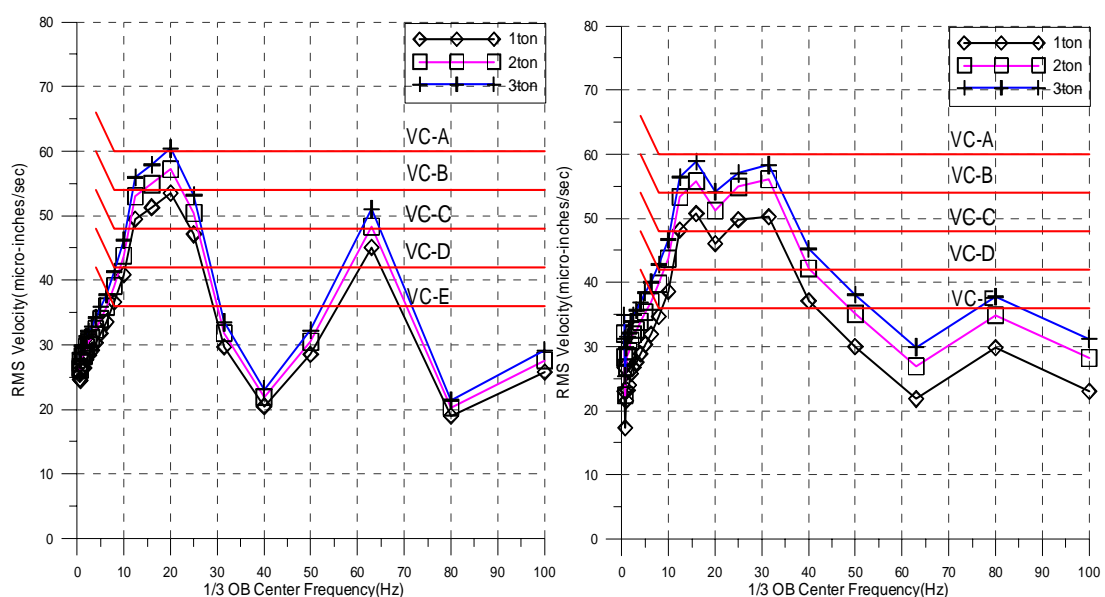 80
70
60
50
40
30
20
10
0
RMS Velocity(micro-inches/sec)
1ton
2ton
3ton
VC-A
VC-B
VC-C
VC-D
VC-E
0 10 20 30 40 50 60 70 80 90 100
1/3 OB Center Frequency(Hz)
80
70
60
50
40
30
20
10
0
RMS Velocity(micro-inches/sec)
1ton
2ton
3ton
VC-A
VC-B
VC-C
VC-D
VC-
0 10 20 30 40 50 60 70 80 90 100
1/3 OB Center Frequency(Hz)